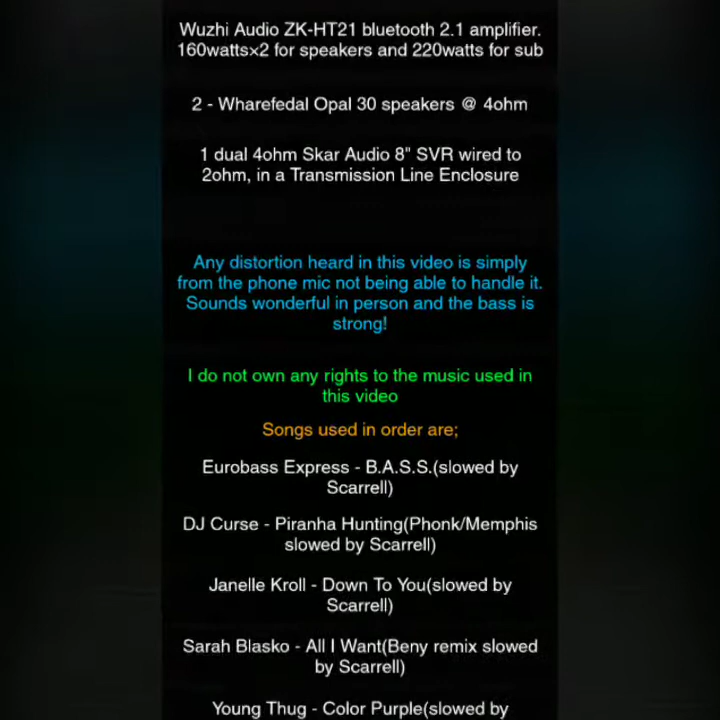 Wuzhi Audio ZK-HT21 bluetooth 2.1 amplifier.
160watts×2 for speakers and 220watts for sub
2 - Wharefedal Opal 30 speakers @ 4ohm
1 dual 4ohm Skar Audio 8" SVR wired to
2ohm, in a Transmission Line Enclosure
Any distortion heard in this video is simply
from the phone mic not being able to handle it.
Sounds wonderful in person and the bass is
strong!
I do not own any rights to the music used in
this video
Songs used in order are;
Eurobass Express - B.A.S.S.(slowed by
Scarrell)
DJ Curse - Piranha Hunting(Phonk/Memphis
slowed by Scarrell)
Janelle Kroll - Down To You(slowed by
Scarrell)
Sarah Blasko - All I Want(Beny remix slowed
by Scarrell)
Young Thug - Color Purple(slowed by